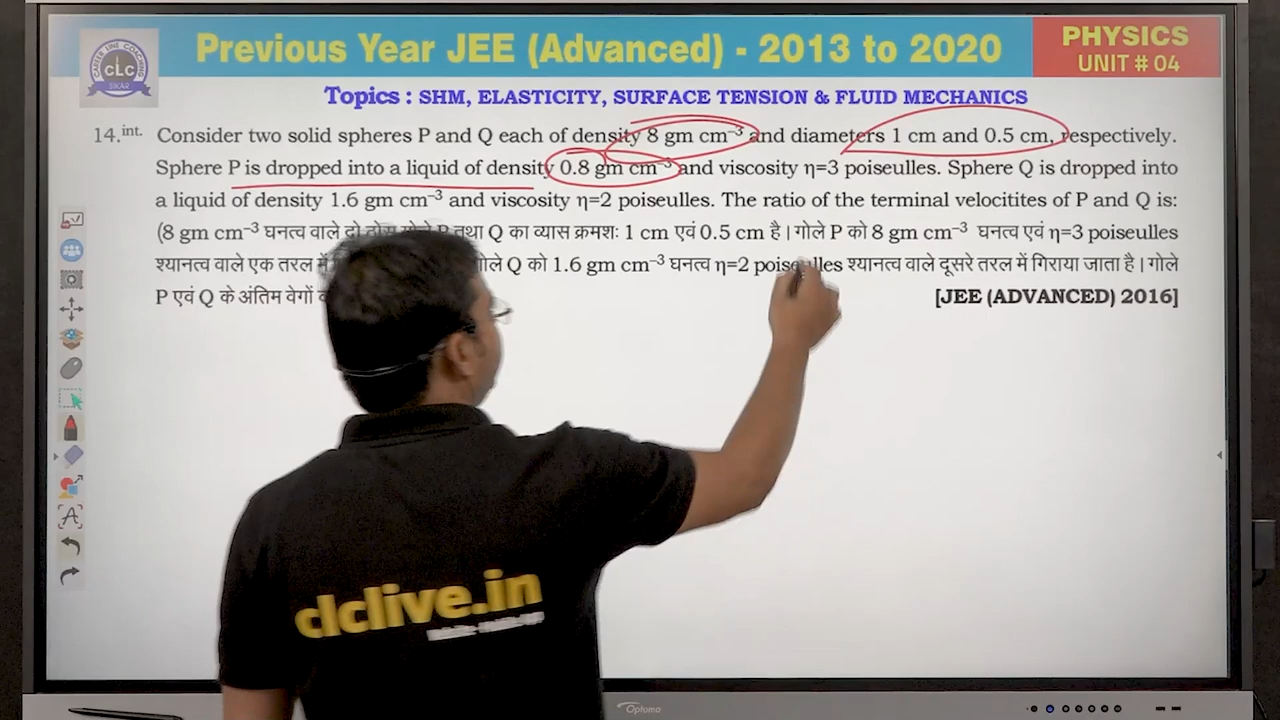 Previous Year JEE (Advanced) - 2013 to 2020
PHYSICS
UNIT # 04
CLC
SIKAR
Topics : SHM, ELASTICITY, SURFACE TENSION & FLUID MECHANICS
14.int. Consider two solid spheres P and Q each of density 8 gm cm⁻³ and diameters 1 cm and 0.5 cm, respectively.
Sphere P is dropped into a liquid of density 0.8 gm cm⁻³ and viscosity η=3 poiseulles. Sphere Q is dropped into
a liquid of density 1.6 gm cm⁻³ and viscosity η=2 poiseulles. The ratio of the terminal velocitites of P and Q is:
(8 gm cm⁻³ घनत्व वाले दो तथा Q का व्यास क्रमशः 1 cm एवं 0.5 cm है। गोले P को 8 gm cm⁻³ घनत्व एवं η=3 poiseulles
श्यानत्व वाले एक तरल में गोले Q को 1.6 gm cm⁻³ घनत्व η=2 poiseulles श्यानत्व वाले दूसरे तरल में गिराया जाता है। गोले
P एवं Q के अंतिम वेगों
[JEE (ADVANCED) 2016]
clclive.in
Optoma